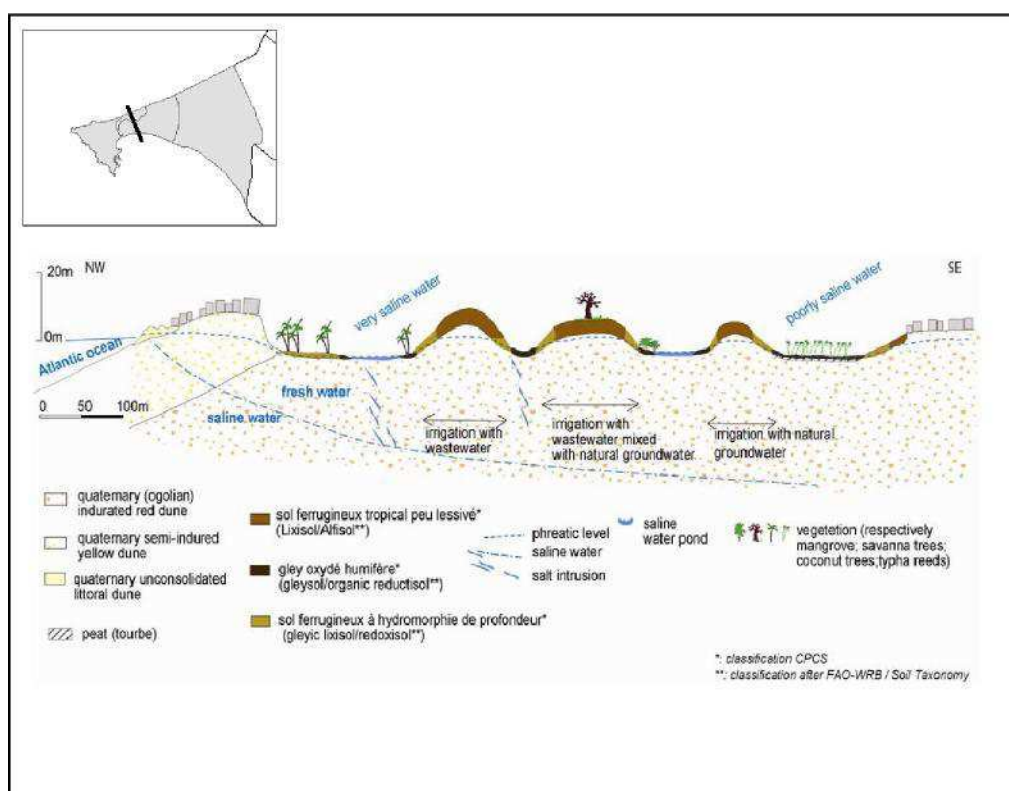 NW
SE
20m
0m
very saline water
poorly saline water
Atlantic ocean
fresh water
saline water
0 50 100m
irrigation with
wastewater
irrigation with
wastewater mixed
with natural groundwater
irrigation with natural
groundwater
quaternary (ogolian)
indurated red dune
quaternary semi-indured
yellow dune
quaternary unconsolidated
littoral dune
peat (tourbe)
sol ferrugineux tropical peu lessivé*
(Lixisol/Alfisol**)
gley oxydé humifère*
(gleysol/organic reductisol**)
sol ferrugineux à hydromorphie de profondeur*
(gleyic lixisol/redoxisol**)
phreatic level
saline water
salt intrusion
saline
water pond
vegetetion (respectively
mangrove; savanna trees;
coconut trees;typha reeds)
*: classification CPCS
**: classification after FAO-WRB / Soil Taxonomy